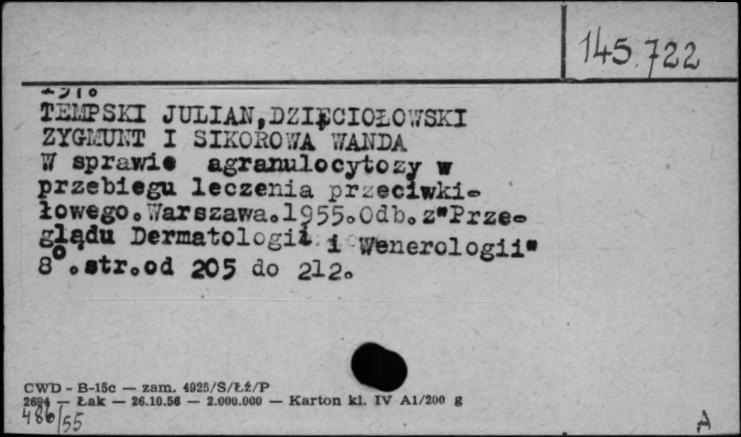 145.722
TEMPSKI JULIAN,DZIĘCIOŁOWSKI
ZYGMUNT I SIKOROWA WANDA
W sprawie agranulocytozy w
przebiegu leczenia przeciwki-
łowego.Warszawa.1955.Odb.z"Prze-
glądu Dermatologii i Wenerologii"
8°.str.od 205 do 212.
CWD - B-15c — zam. 4925/S/ŁŹ/P
2694 — Łak — 26.10.56 — 2.000.000 — Karton kl. IV A1/200 g
486/55
A